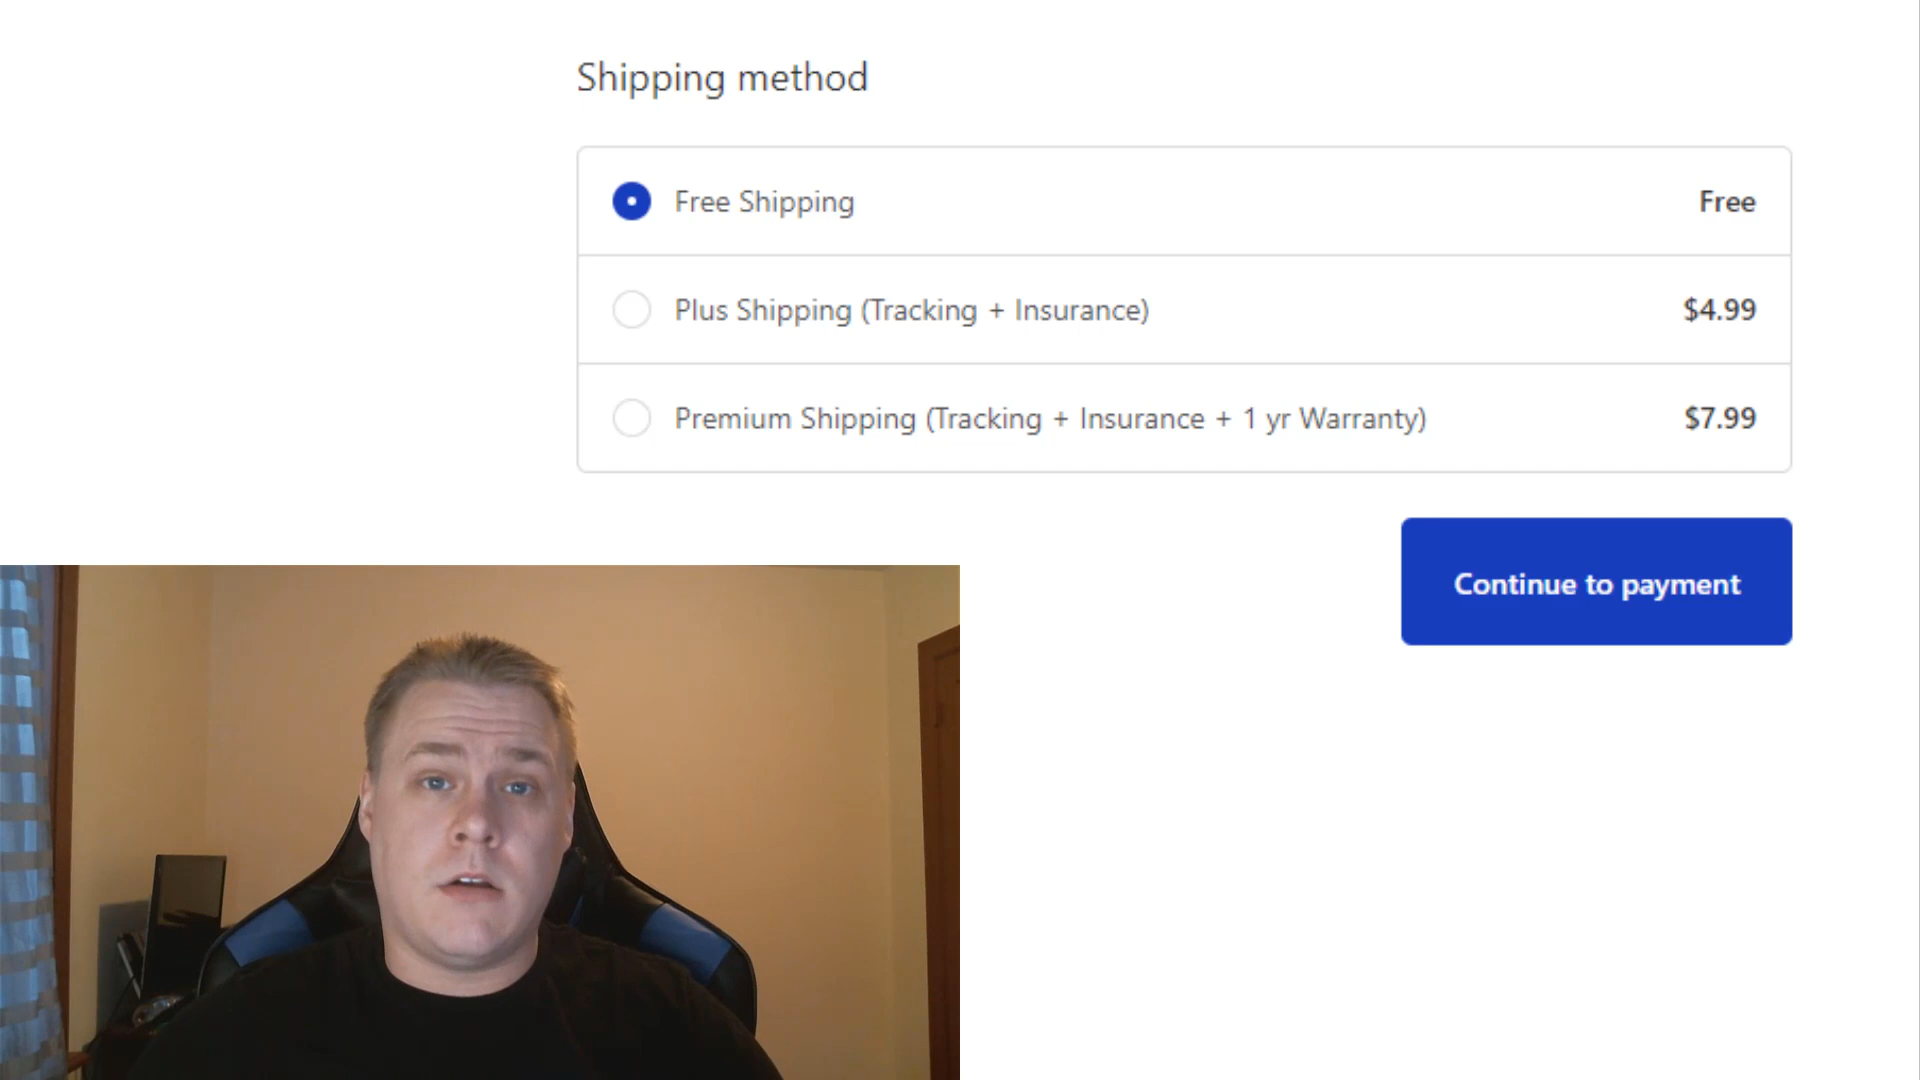 Shipping method
Free Shipping Free
Plus Shipping (Tracking + Insurance) $4.99
Premium Shipping (Tracking + Insurance + 1 yr Warranty) $7.99
Continue to payment